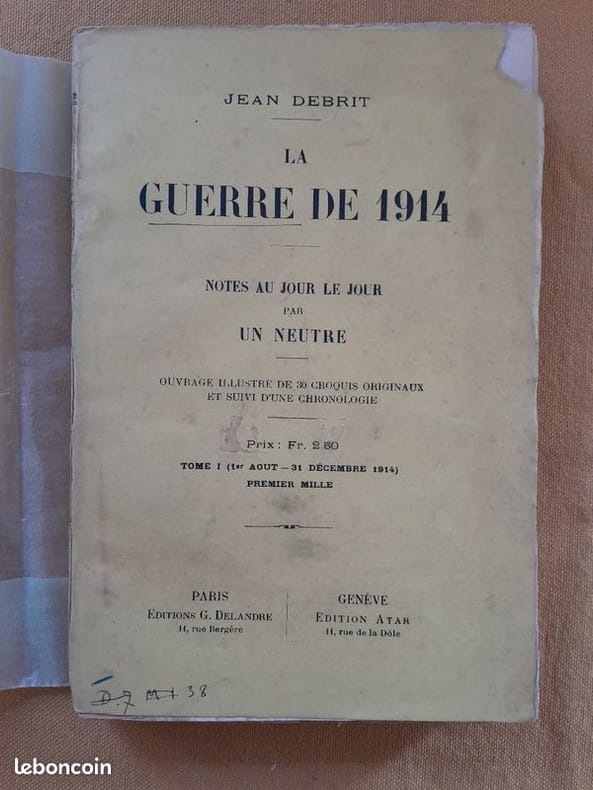 JEAN DEBRIT
LA
GUERRE DE 1914
NOTES AU JOUR LE JOUR
PAR
UN NEUTRE
OUVRAGE ILLUSTRÉ DE 30 CROQUIS ORIGINAUX
ET SUIVI D'UNE CHRONOLOGIE
Prix : Fr. 2.50
TOME I (1er AOUT — 31 DÉCEMBRE 1914)
PREMIER MILLE
PARIS
EDITIONS G. DELANDRE
11, rue Bergère
GENÈVE
EDITION ATAR
11, rue de la Dôle
38
leboncoin